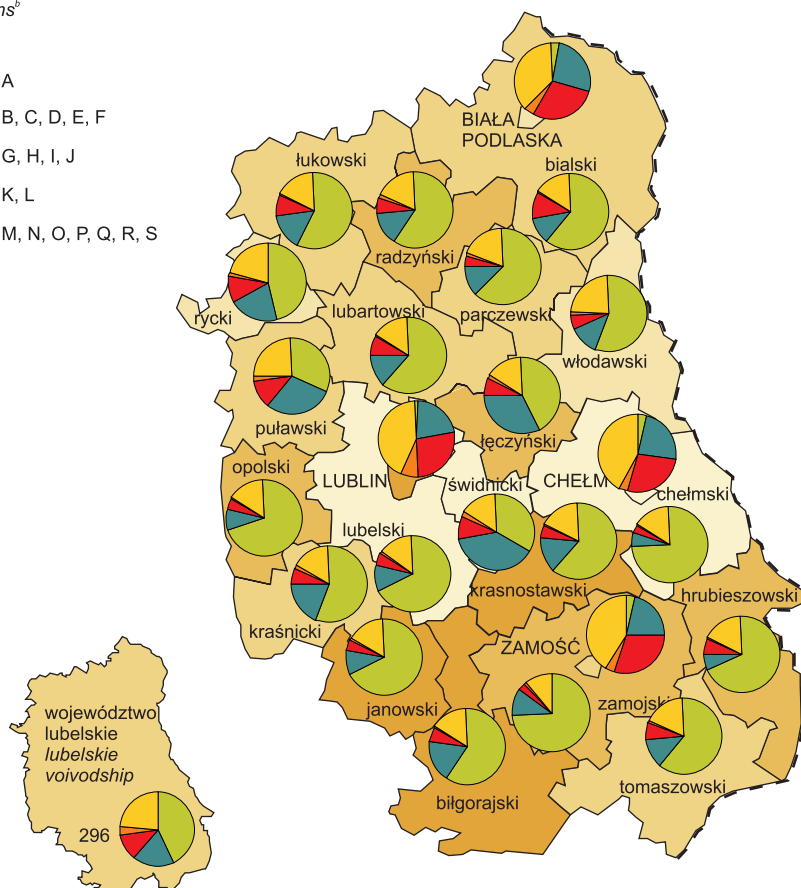 ns b
A
B, C, D, E, F
G, H, I, J
K, L
M, N, O, P, Q, R, S
BIAŁA
PODLASKA
łukowski
bialski
radzyński
rycki
lubartowski
parczewski
włodawski
puławski
łęczyński
opolski
LUBLIN
świdnicki
CHEŁM
chełmski
lubelski
krasnostawski
hrubieszowski
kraśnicki
ZAMOŚĆ
janowski
zamojski
biłgorajski
tomaszowski
województwo
lubelskie
lubelskie
voivodship
296